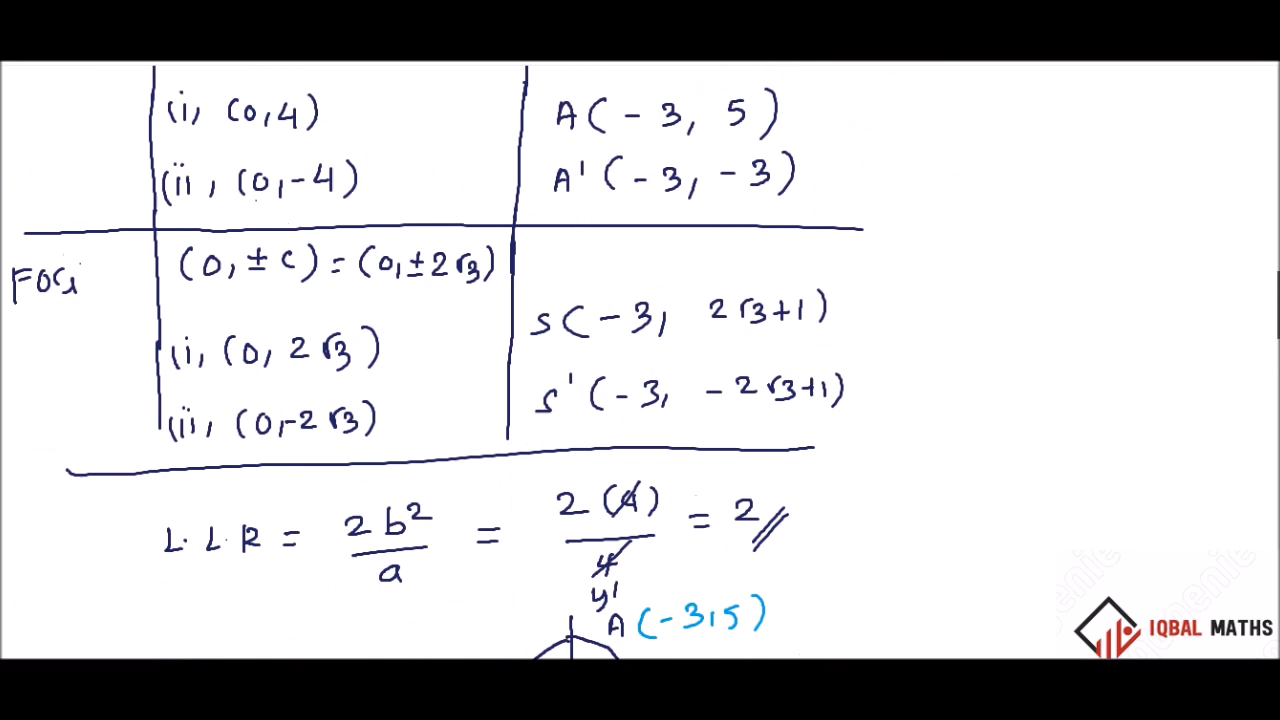 (i, (0,4)    A(-3, 5)
(ii, (0,-4)    A'(-3, -3)
Foci    (0, ± c) = (0, ± 2√3)
S(-3, 2√3+1)
(i, (0, 2√3)
S'(-3, -2√3+1)
(ii, (0,-2√3)
L.L.R = 2b²/a = 2(4)/4 = 2//
y'
A (-3,5)
IQBAL MATHS